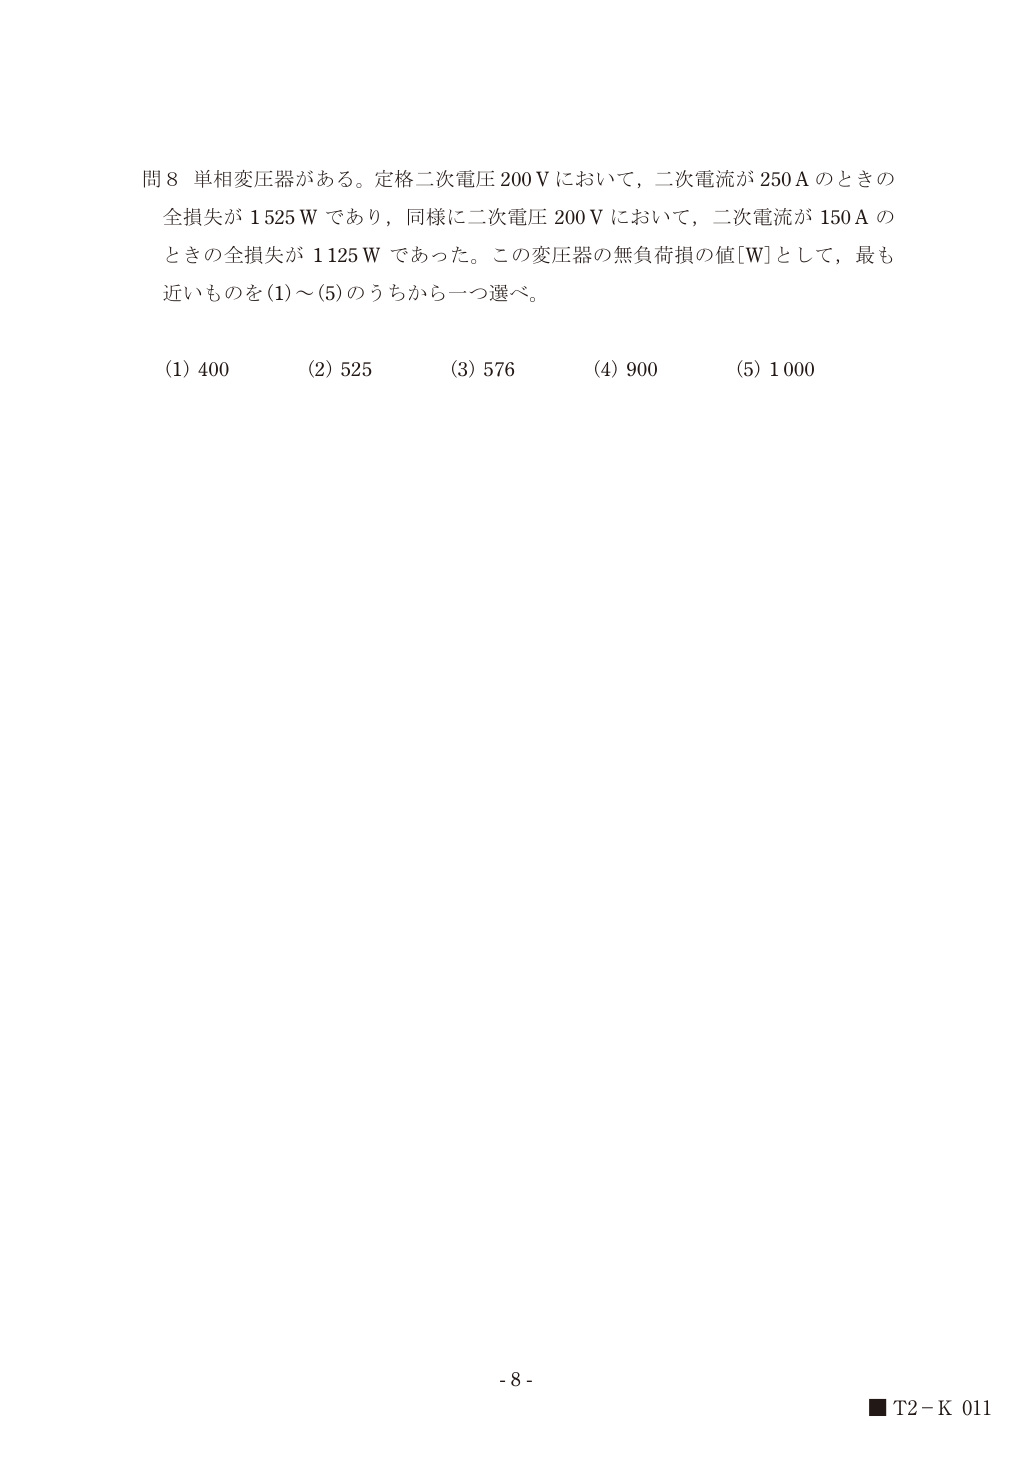 問８ 単相変圧器がある。定格二次電圧 200 V において，二次電流が 250 A のときの
全損失が 1 525 W であり，同様に二次電圧 200 V において，二次電流が 150 A の
ときの全損失が 1 125 W であった。この変圧器の無負荷損の値[W]として，最も
近いものを(1)～(5)のうちから一つ選べ。
(1) 400 (2) 525 (3) 576 (4) 900 (5) 1 000
- 8 -
■ T2－K 011